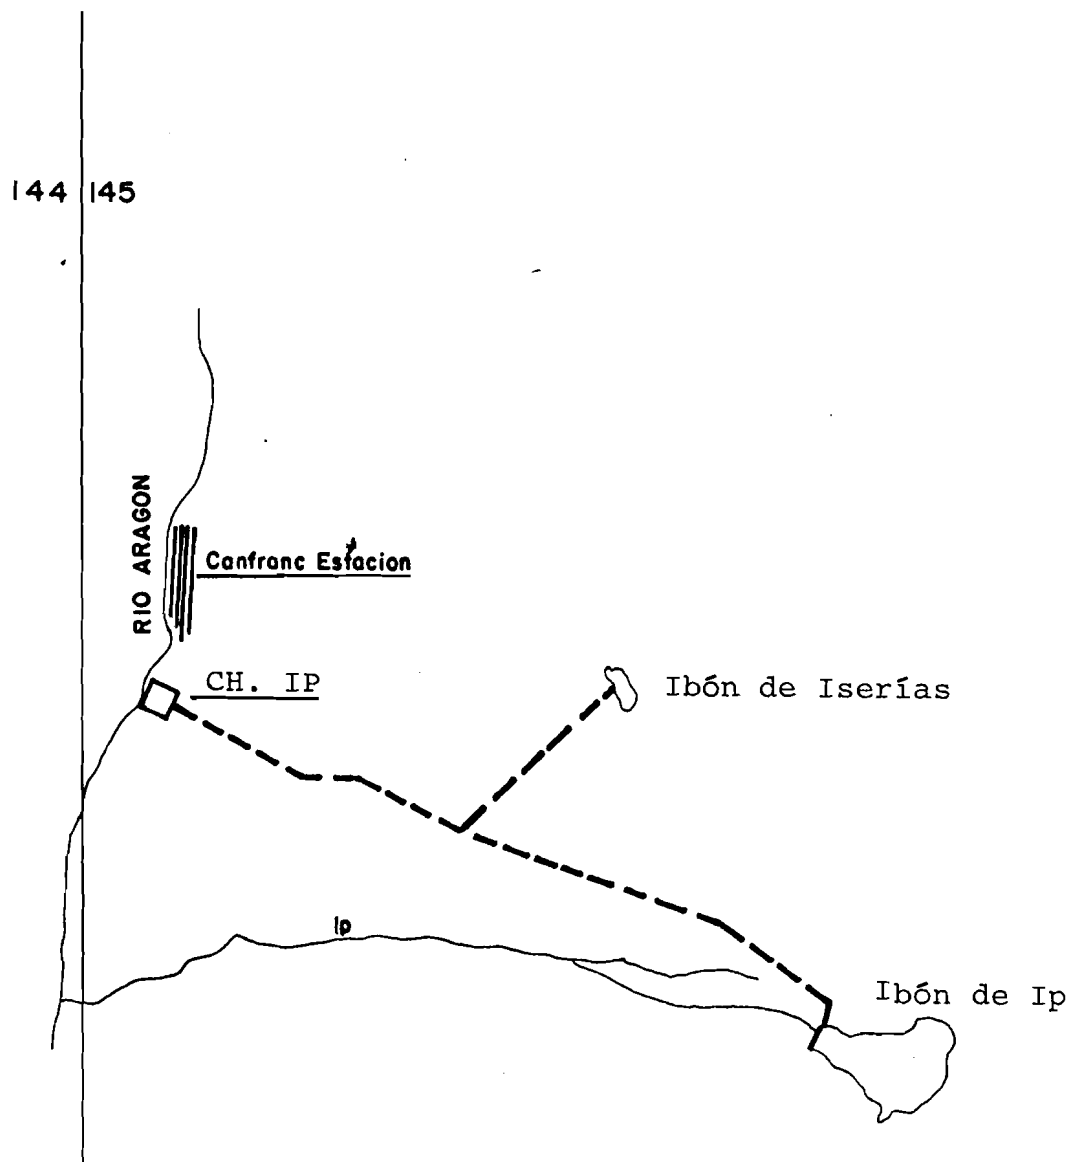 144 145
RIO ARAGON
Canfranc Estacion
CH. IP
Ibón de Iserías
Ip
Ibón de Ip